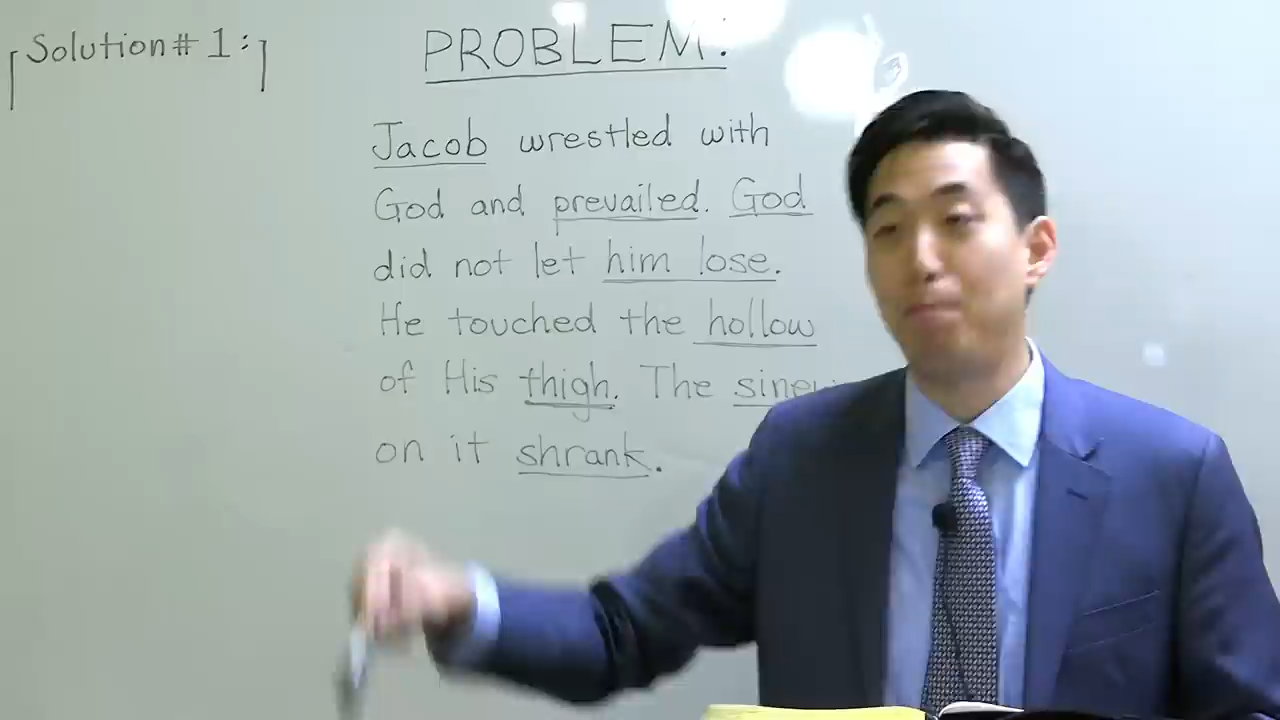 Solution# 1:
PROBLEM:
Jacob wrestled with
God and prevailed. God
did not let him lose.
He touched the hollow
of His thigh. The
on it shrank.